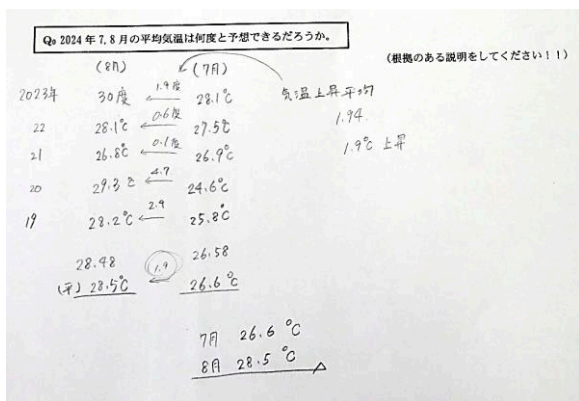 Q。2024年7,8月の平均気温は何度と予想できるだろうか。
(根拠のある説明をしてください!!)
(8月) (7月)
2023年 30度 ← 1.9度 28.1℃
22 28.1℃ ← 0.6度 27.5℃
21 26.8℃ ← 0.1度 26.9℃
20 29.3℃ ← 4.7 24.6℃
19 28.2℃ ← 2.9 25.8℃
28.48 26.58
(平) 28.5℃ ← 1.9 26.6℃
気温上昇平均
1.94
1.9℃ 上昇
7月 26.6℃
8月 28.5℃